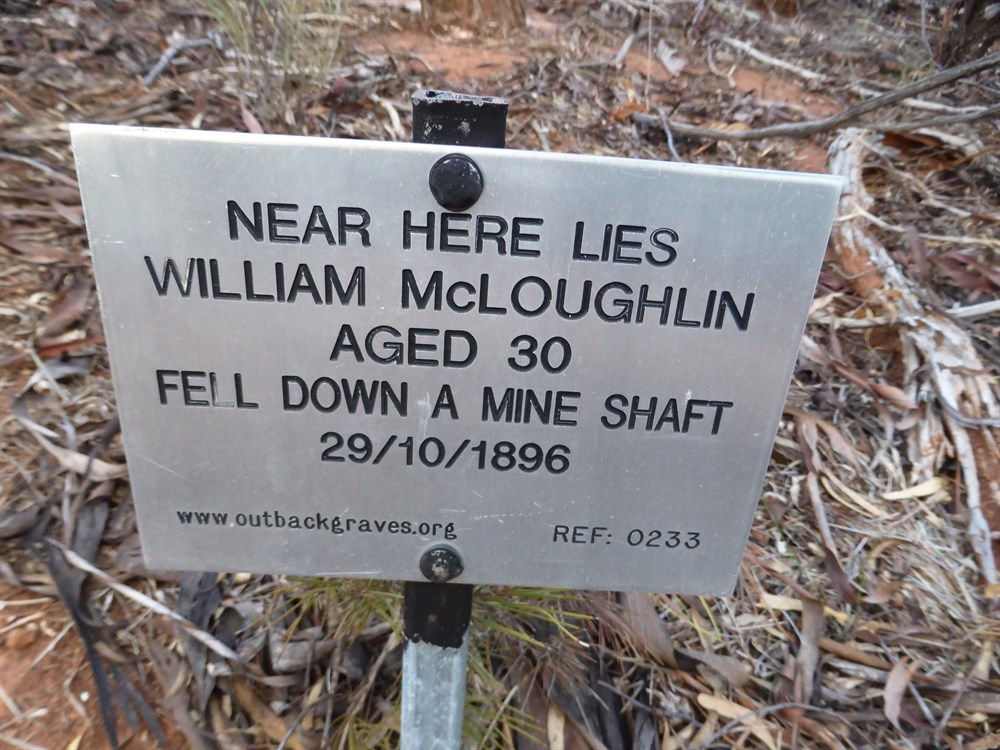 NEAR HERE LIES
WILLIAM McLOUGHLIN
AGED 30
FELL DOWN A MINE SHAFT
29/10/1896
www.outbackgraves.org REF: 0233